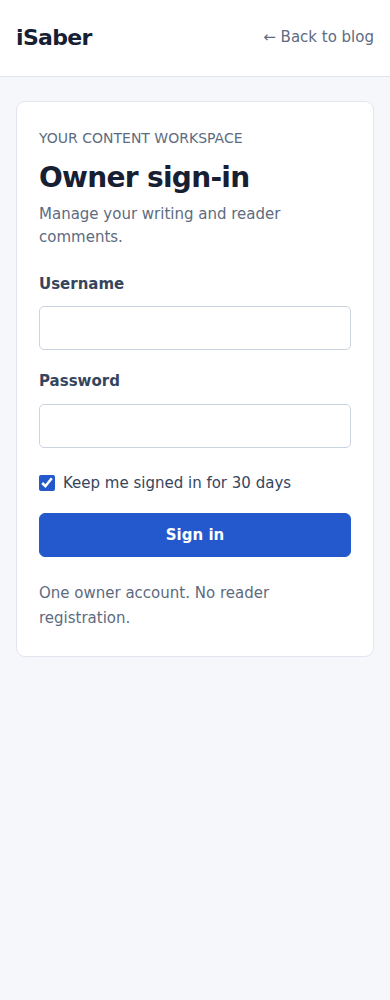 iSaber
← Back to blog
YOUR CONTENT WORKSPACE
Owner sign-in
Manage your writing and reader
comments.
Username
Password
Keep me signed in for 30 days
Sign in
One owner account. No reader
registration.